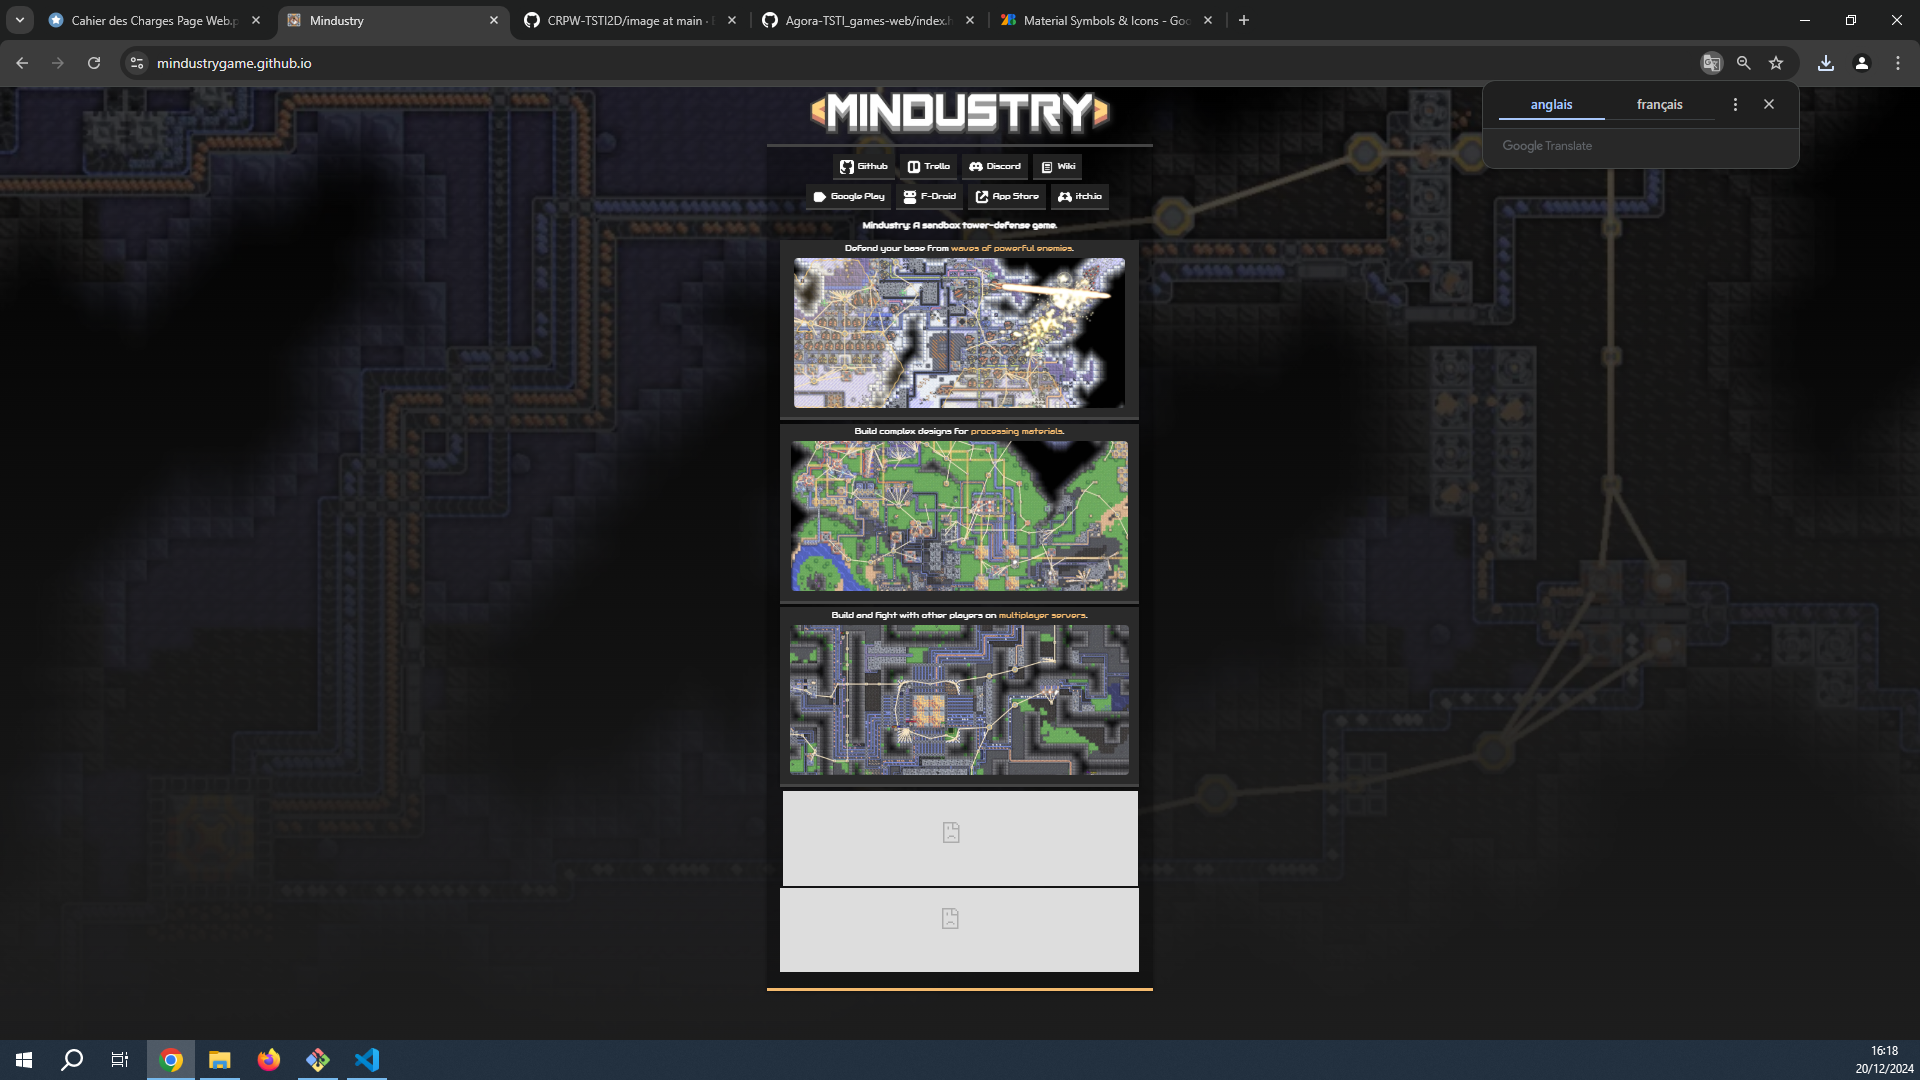 Cahier des Charges Page Web.p
Mindustry
CRPW-TSTI2D/image at main ·
Agora-TSTI_games-web/index.h
Material Symbols & Icons - Goo
mindustrygame.github.io
anglais
français
Google Translate
MINDUSTRY
Github
Trello
Discord
Wiki
Google Play
F-Droid
App Store
itch.io
Mindustry: A sandbox tower-defense game.
Defend your base from waves of powerful enemies.
Build complex designs for processing materials.
Build and fight with other players on multiplayer servers.
16:18
20/12/2024